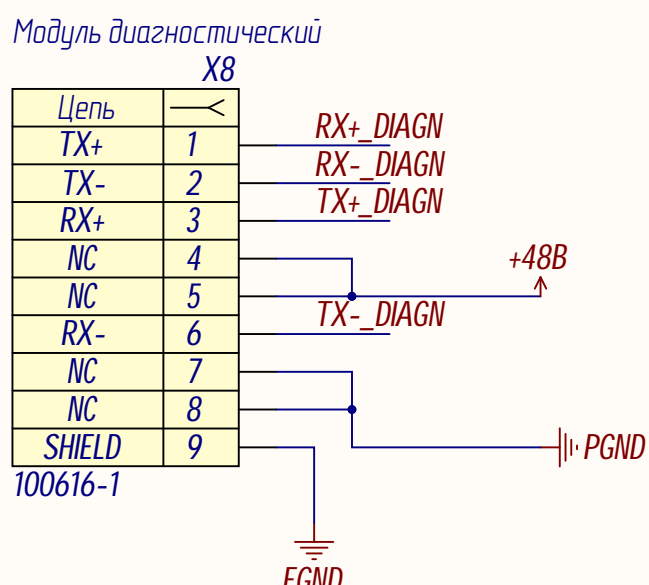 Модуль диагностический
X8
Цепь
TX+ 1 RX+_DIAGN
TX- 2 RX-_DIAGN
RX+ 3 TX+_DIAGN
NC 4
+48В
NC 5
RX- 6 TX-_DIAGN
NC 7
NC 8
PGND
SHIELD 9
100616-1
FGND